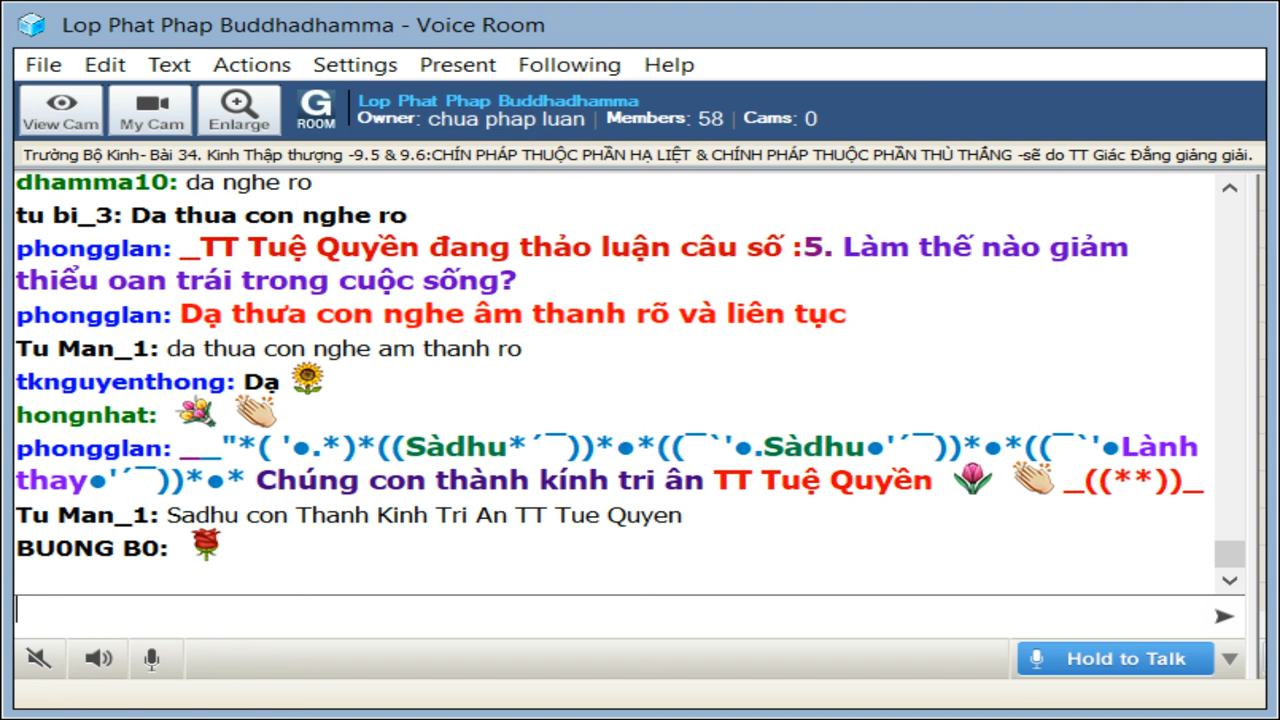 Lop Phat Phap Buddhadhamma - Voice Room
File Edit Text Actions Settings Present Following Help
View Cam My Cam Enlarge G ROOM
Lop Phat Phap Buddhadhamma
Owner: chua phap luan | Members: 58 | Cams: 0
Trường Bộ Kinh- Bài 34. Kinh Thập thượng -9.5 & 9.6:CHÍN PHÁP THUỘC PHẦN HẠ LIỆT & CHÍNH PHÁP THUỘC PHẦN THÙ THẮNG -sẽ do TT Giác Đẳng giảng giải.
dhamma10: da nghe ro
tu bi_3: Da thua con nghe ro
phongglan: _TT Tuệ Quyền đang thảo luận câu số :5. Làm thế nào giảm
thiểu oan trái trong cuộc sống?
phongglan: Dạ thưa con nghe âm thanh rõ và liên tục
Tu Man_1: da thua con nghe am thanh ro
tknguyenthong: Dạ
hongnhat:
phongglan: __"*( '●.*)*((Sàdhu*´¯))*●*((¯`'●.Sàdhu●'´¯))*●*((¯`'●Lành
thay●'´¯))*●* Chúng con thành kính tri ân TT Tuệ Quyền _((**))_
Tu Man_1: Sadhu con Thanh Kinh Tri An TT Tue Quyen
BU0NG B0:
Hold to Talk